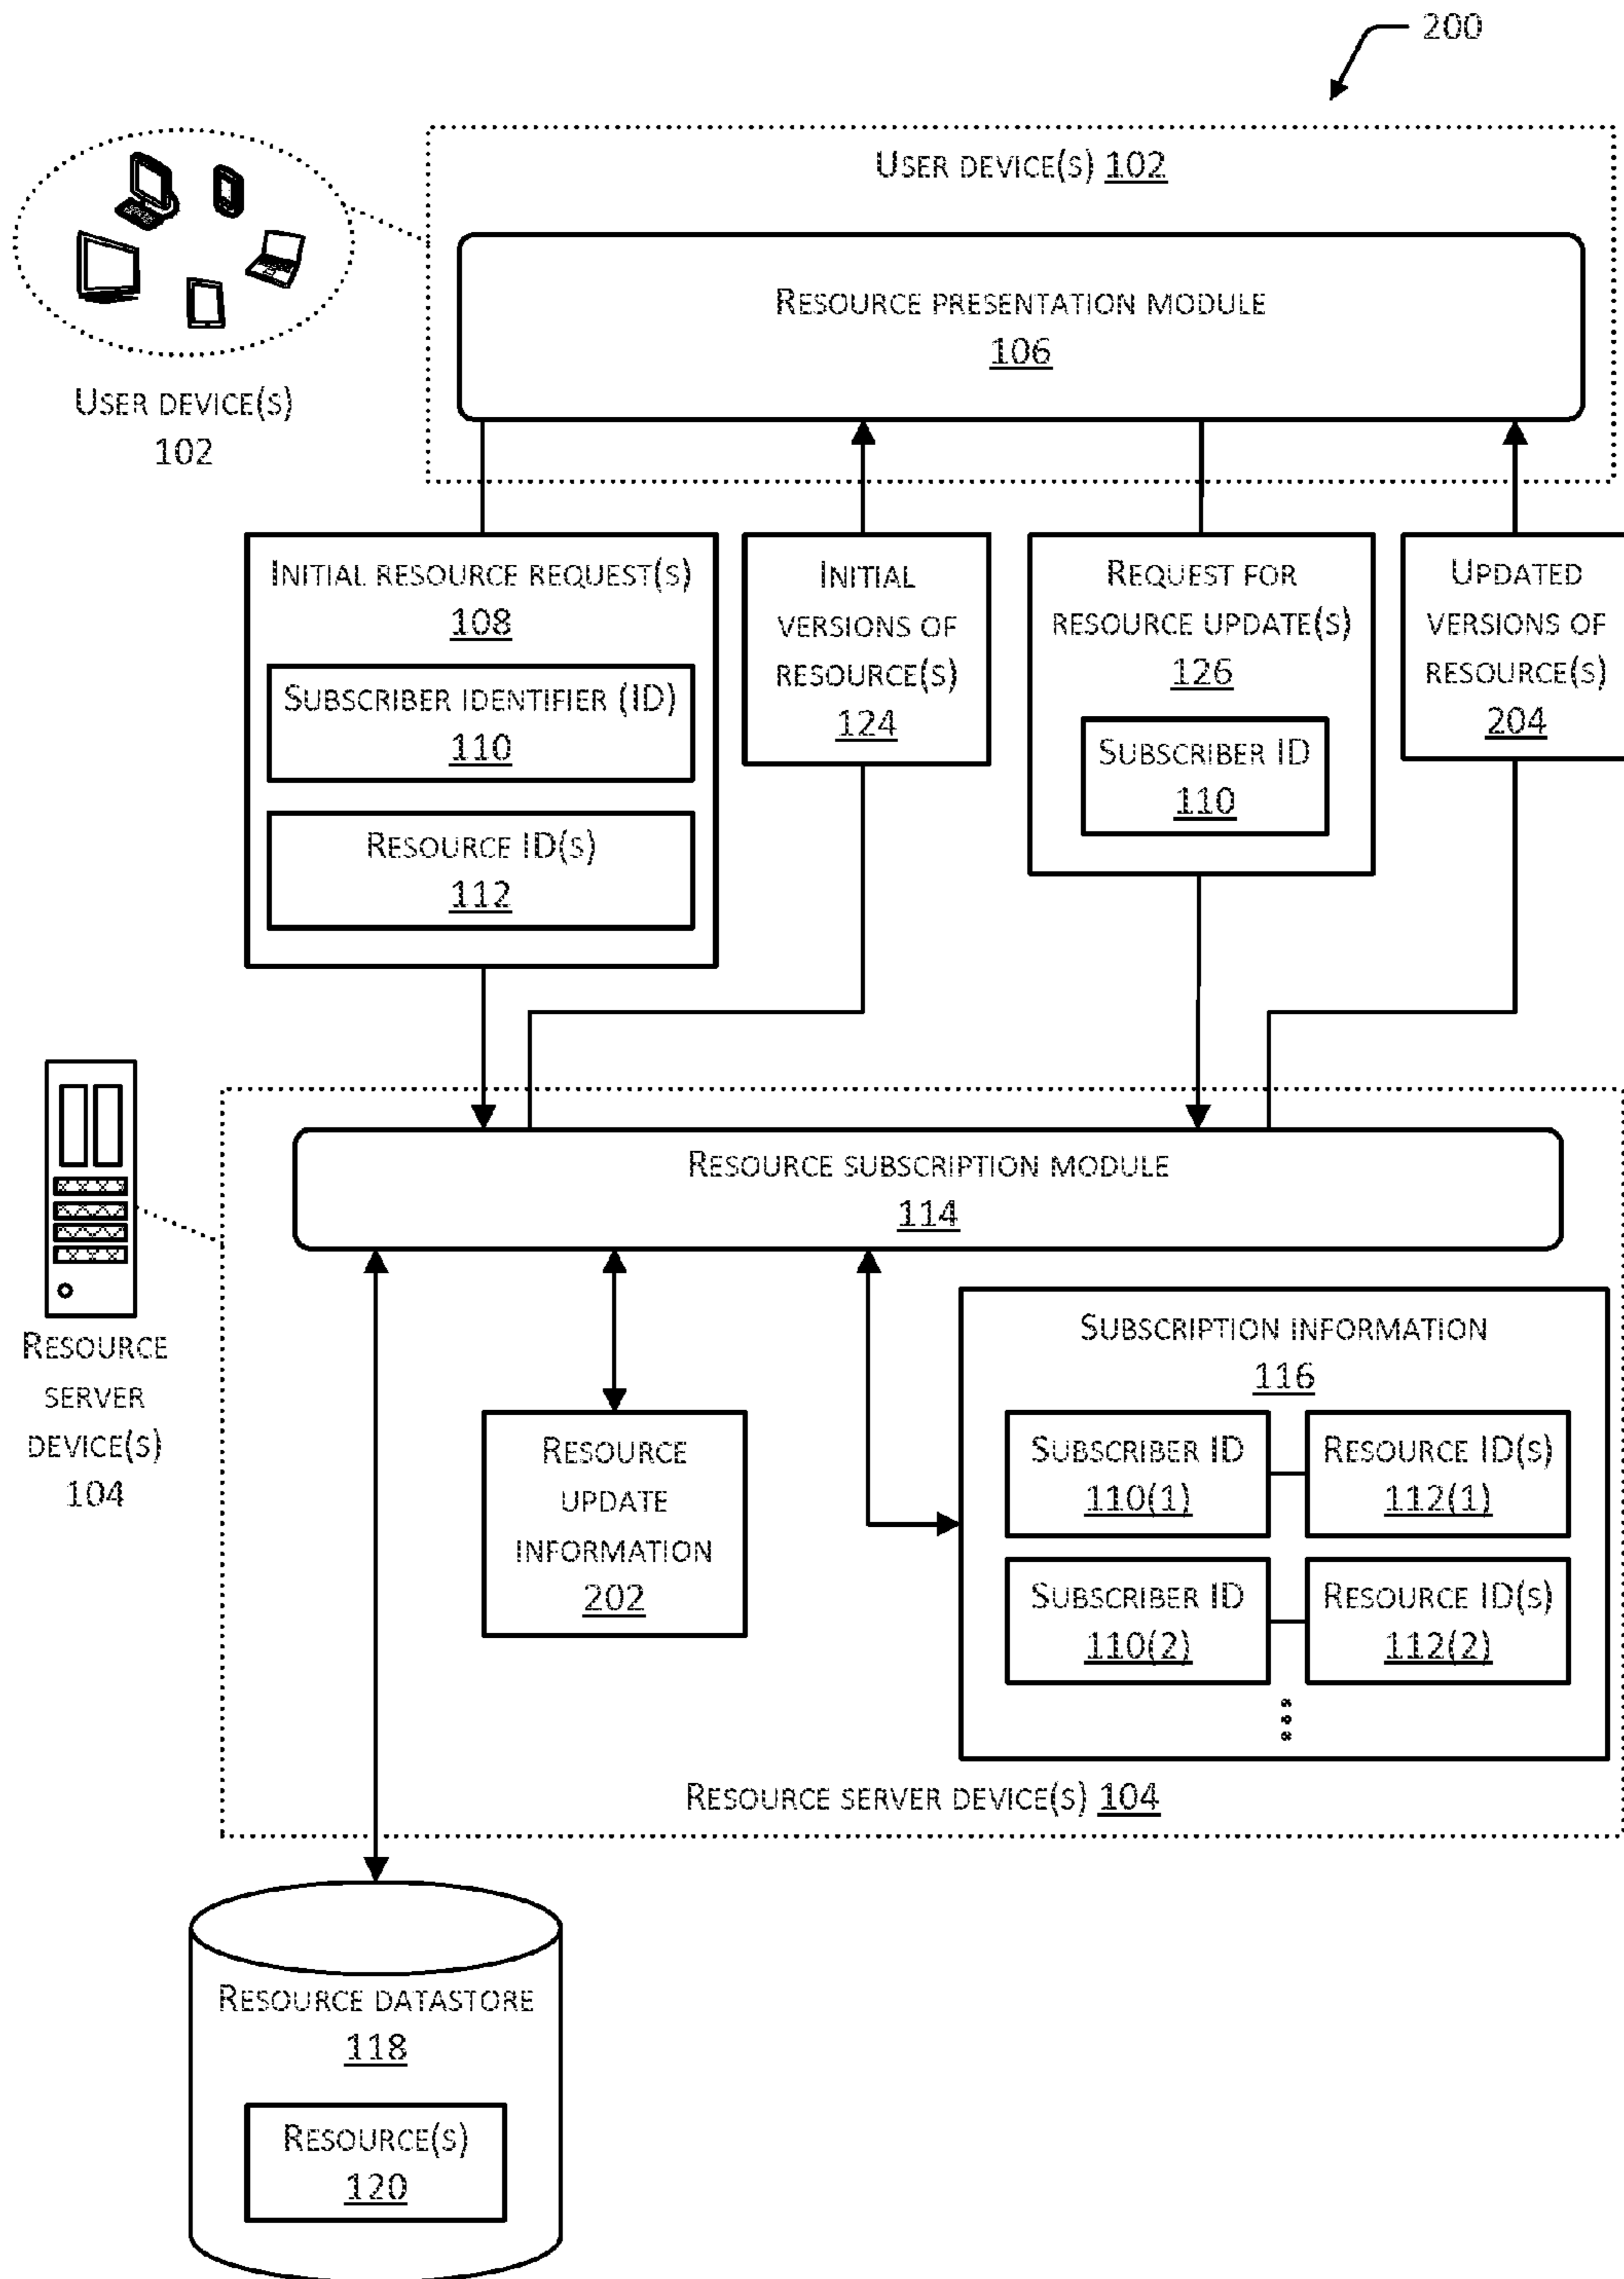 200
User device(s) 102
Resource presentation module
106
User device(s)
102
Initial resource request(s)
108
Subscriber identifier (ID)
110
Resource ID(s)
112
Initial
versions of
resource(s)
124
Request for
resource update(s)
126
Subscriber ID
110
Updated
versions of
resource(s)
204
Resource subscription module
114
Resource
server
device(s)
104
Resource
update
information
202
Subscription information
116
Subscriber ID
110(1)
Resource ID(s)
112(1)
Subscriber ID
110(2)
Resource ID(s)
112(2)
Resource server device(s) 104
Resource datastore
118
Resource(s)
120